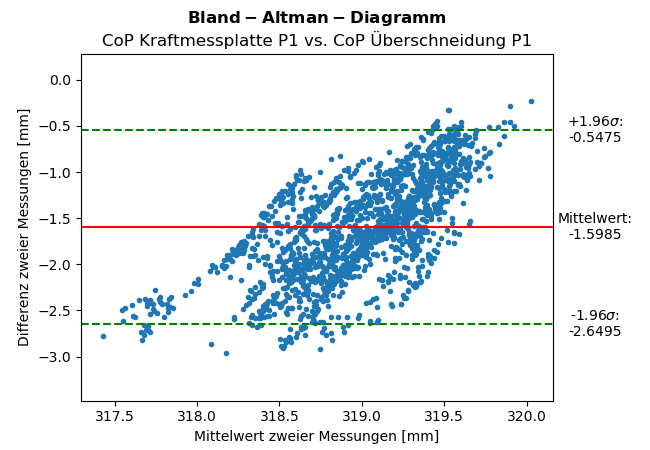 Bland − Altman − Diagramm
CoP Kraftmessplatte P1 vs. CoP Überschneidung P1
Differenz zweier Messungen [mm]
0.0
−0.5
−1.0
−1.5
−2.0
−2.5
−3.0
+1.96σ:
-0.5475
Mittelwert:
-1.5985
-1.96σ:
-2.6495
317.5 318.0 318.5 319.0 319.5 320.0
Mittelwert zweier Messungen [mm]